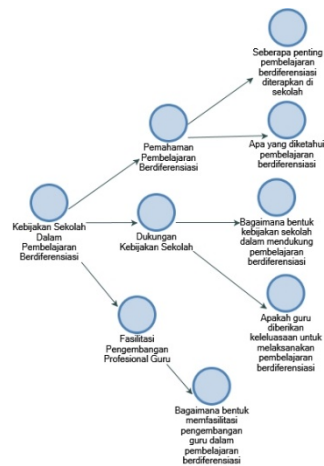 Seberapa penting
pembelajaran
berdiferensiasi
diterapkan di
sekolah
Pemahaman
Pembelajaran
Berdiferensiasi
Apa yang diketahui
pembelajaran
berdiferensiasi
Kebijakan Sekolah
Dalam
Pembelajaran
Berdiferensiasi
Dukungan
Kebijakan Sekolah
Bagaimana bentuk
kebijakan sekolah
dalam mendukung
pembelajaran
berdiferensiasi
Apakah guru
diberikan
keleluasaan untuk
melaksanakan
pembelajaran
berdiferensiasi
Fasilitasi
Pengembangan
Profesional Guru
Bagaimana bentuk
memfasilitasi
pengembangan
guru dalam
pembelajaran
berdiferensiasi